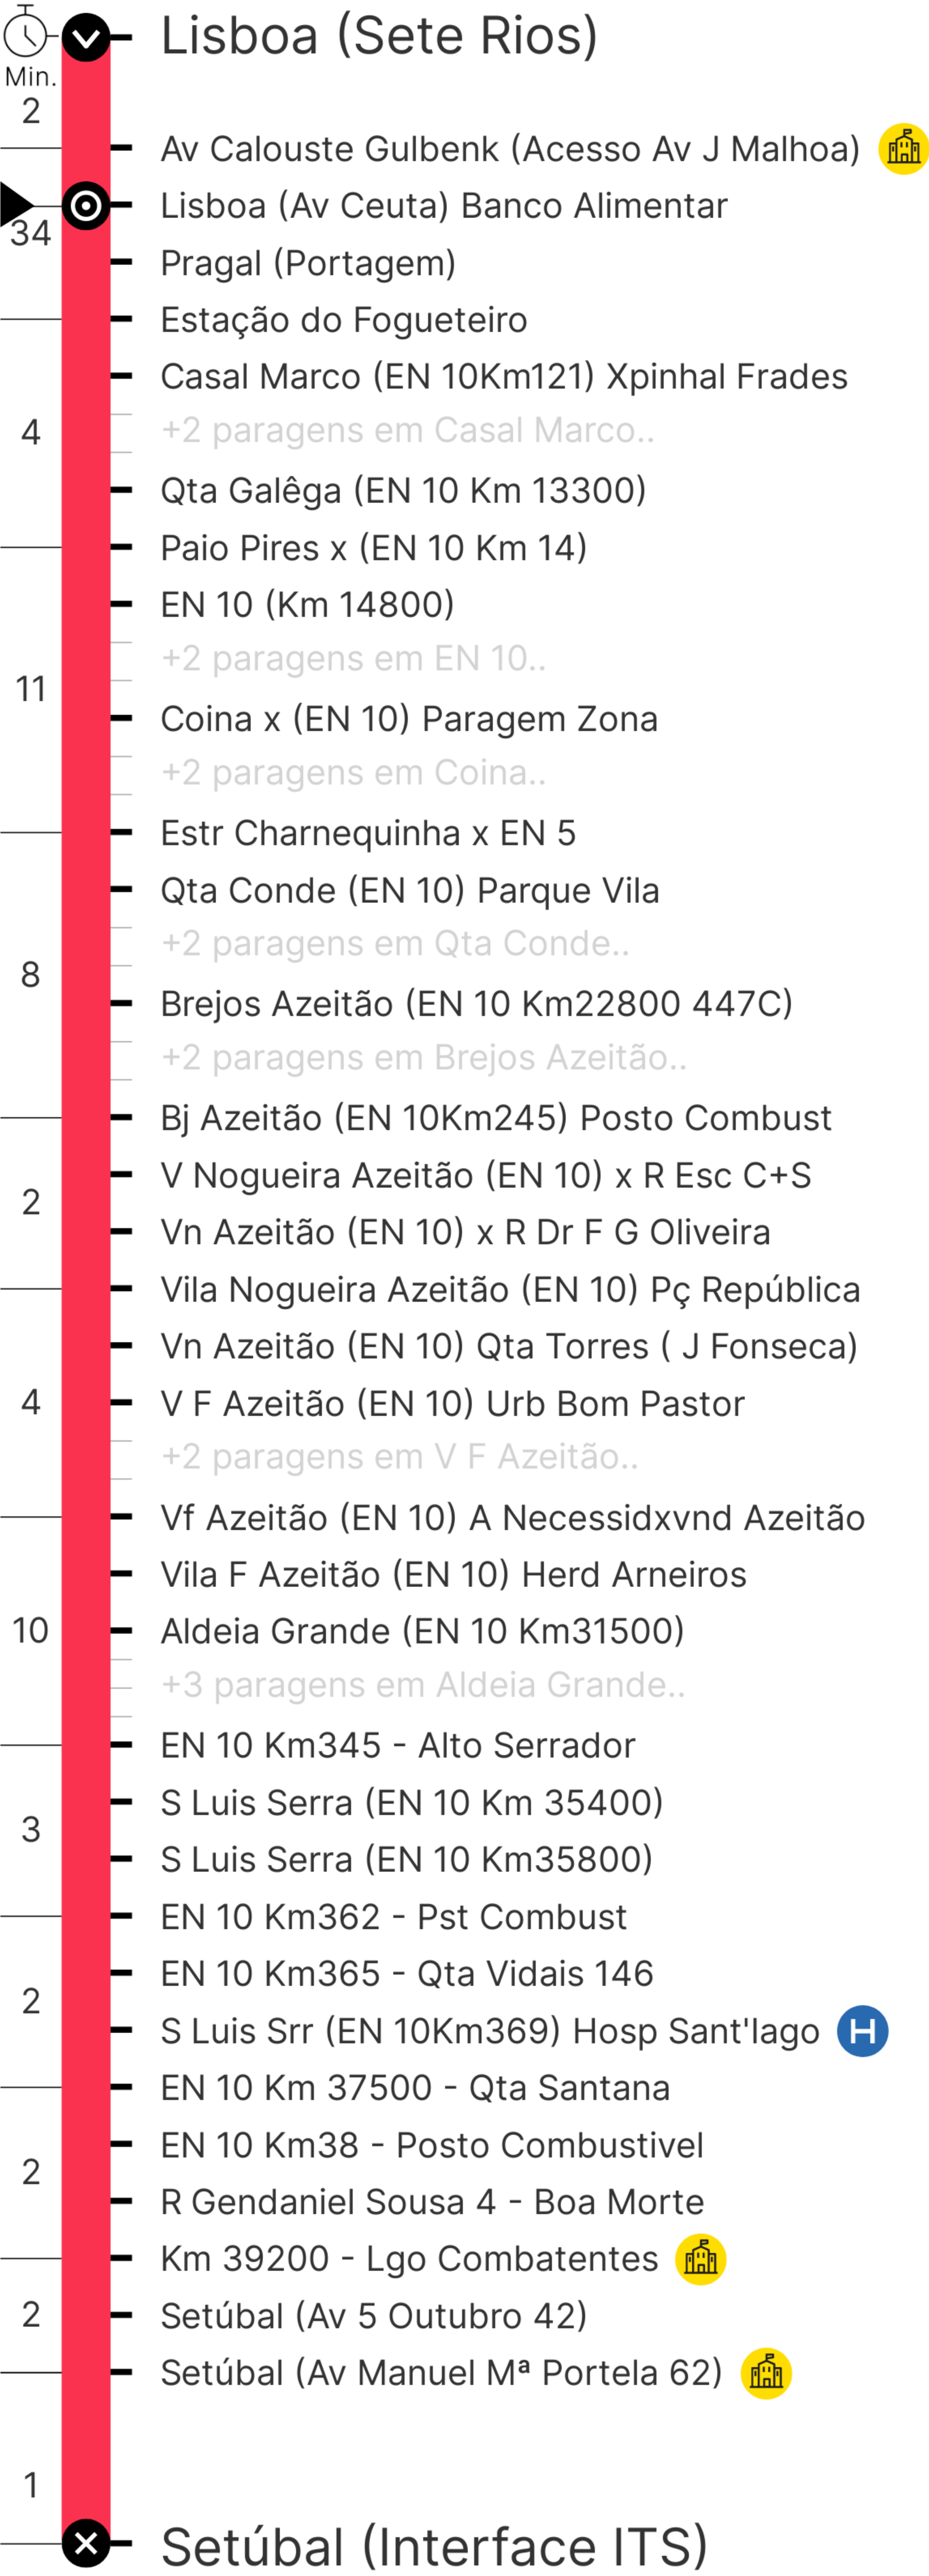 Lisboa (Sete Rios)
Min.
2
Av Calouste Gulbenk (Acesso Av J Malhoa)
Lisboa (Av Ceuta) Banco Alimentar
34
Pragal (Portagem)
Estação do Fogueteiro
Casal Marco (EN 10Km121) Xpinhal Frades
4
+2 paragens em Casal Marco..
Qta Galêga (EN 10 Km 13300)
Paio Pires x (EN 10 Km 14)
EN 10 (Km 14800)
+2 paragens em EN 10..
11
Coina x (EN 10) Paragem Zona
+2 paragens em Coina..
Estr Charnequinha x EN 5
Qta Conde (EN 10) Parque Vila
+2 paragens em Qta Conde..
8
Brejos Azeitão (EN 10 Km22800 447C)
+2 paragens em Brejos Azeitão..
Bj Azeitão (EN 10Km245) Posto Combust
V Nogueira Azeitão (EN 10) x R Esc C+S
2
Vn Azeitão (EN 10) x R Dr F G Oliveira
Vila Nogueira Azeitão (EN 10) Pç República
Vn Azeitão (EN 10) Qta Torres ( J Fonseca)
4
V F Azeitão (EN 10) Urb Bom Pastor
+2 paragens em V F Azeitão..
Vf Azeitão (EN 10) A Necessidxvnd Azeitão
Vila F Azeitão (EN 10) Herd Arneiros
10
Aldeia Grande (EN 10 Km31500)
+3 paragens em Aldeia Grande..
EN 10 Km345 - Alto Serrador
S Luis Serra (EN 10 Km 35400)
3
S Luis Serra (EN 10 Km35800)
EN 10 Km362 - Pst Combust
EN 10 Km365 - Qta Vidais 146
2
S Luis Srr (EN 10Km369) Hosp Sant'lago
H
EN 10 Km 37500 - Qta Santana
EN 10 Km38 - Posto Combustivel
2
R Gendaniel Sousa 4 - Boa Morte
Km 39200 - Lgo Combatentes
2
Setúbal (Av 5 Outubro 42)
Setúbal (Av Manuel Mª Portela 62)
1
Setúbal (Interface ITS)